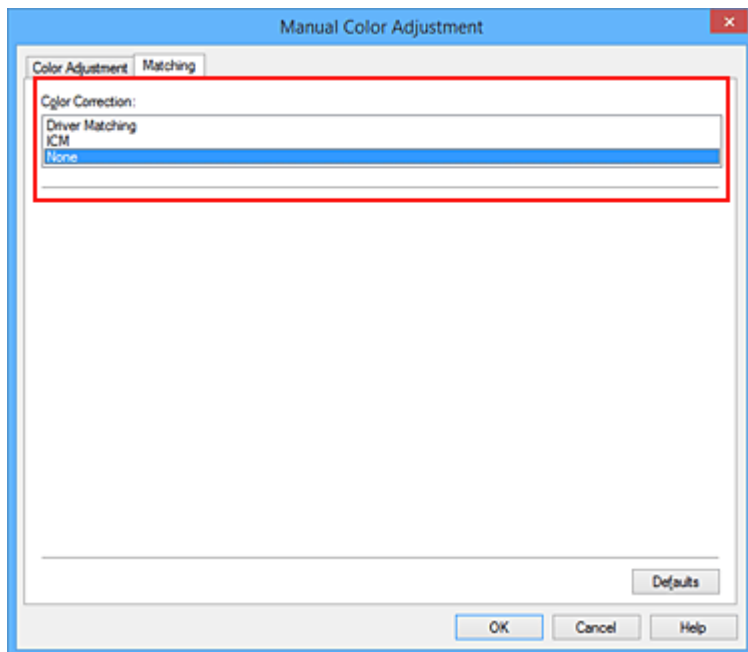 Manual Color Adjustment
Color Adjustment Matching
Color Correction:
Driver Matching
ICM
None
Defaults
OK Cancel Help